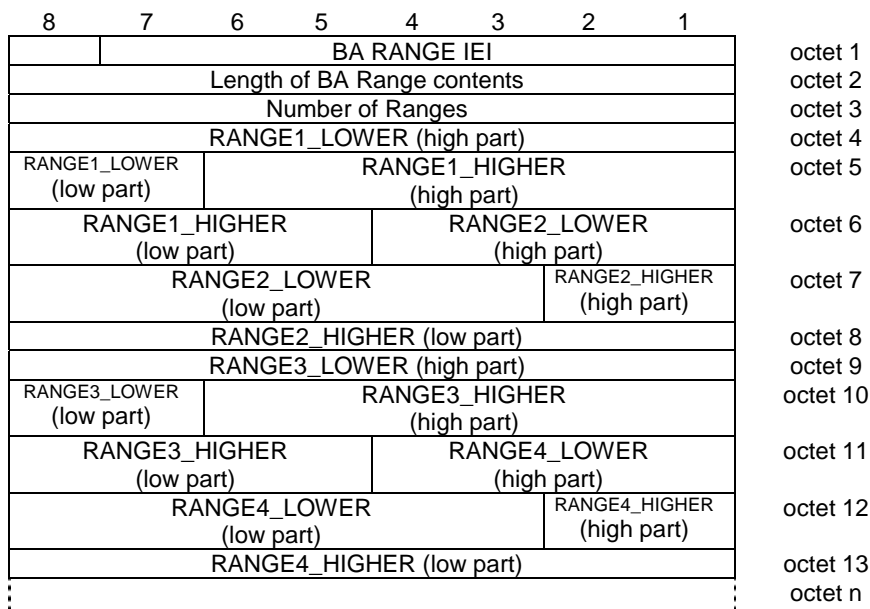 8 7 6 5 4 3 2 1
BA RANGE IEI octet 1
Length of BA Range contents octet 2
Number of Ranges octet 3
RANGE1_LOWER (high part) octet 4
RANGE1_LOWER RANGE1_HIGHER octet 5
(low part) (high part)
RANGE1_HIGHER RANGE2_LOWER octet 6
(low part) (high part)
RANGE2_LOWER RANGE2_HIGHER octet 7
(low part) (high part)
RANGE2_HIGHER (low part) octet 8
RANGE3_LOWER (high part) octet 9
RANGE3_LOWER RANGE3_HIGHER octet 10
(low part) (high part)
RANGE3_HIGHER RANGE4_LOWER octet 11
(low part) (high part)
RANGE4_LOWER RANGE4_HIGHER octet 12
(low part) (high part)
RANGE4_HIGHER (low part) octet 13
octet n